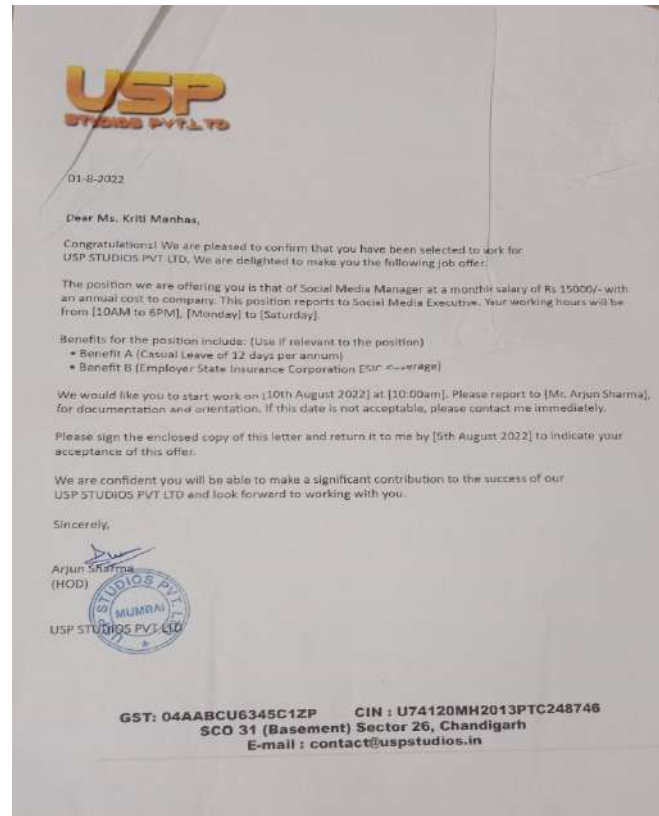 USP
STUDIOS PVT.LTD
01-8-2022
Dear Ms. Kriti Manhas,
Congratulations! We are pleased to confirm that you have been selected to work for
USP STUDIOS PVT LTD. We are delighted to make you the following job offer.
The position we are offering you is that of Social Media Manager at a monthly salary of Rs 15000/- with
an annual cost to company. This position reports to Social Media Executive. Your working hours will be
from [10AM to 6PM], [Monday] to [Saturday].
Benefits for the position include: (Use if relevant to the position)
• Benefit A (Casual Leave of 12 days per annum)
• Benefit B (Employer State Insurance Corporation ESIC coverage)
We would like you to start work on [10th August 2022] at [10:00am]. Please report to [Mr. Arjun Sharma],
for documentation and orientation. If this date is not acceptable, please contact me immediately.
Please sign the enclosed copy of this letter and return it to me by [5th August 2022] to indicate your
acceptance of this offer.
We are confident you will be able to make a significant contribution to the success of our
USP STUDIOS PVT LTD and look forward to working with you.
Sincerely,
Arjun Sharma
(HOD)
USP STUDIOS PVT. LTD.
MUMBAI
USP STUDIOS PVT LTD
GST: 04AABCU6345C1ZP CIN : U74120MH2013PTC248746
SCO 31 (Basement) Sector 26, Chandigarh
E-mail : contact@uspstudios.in